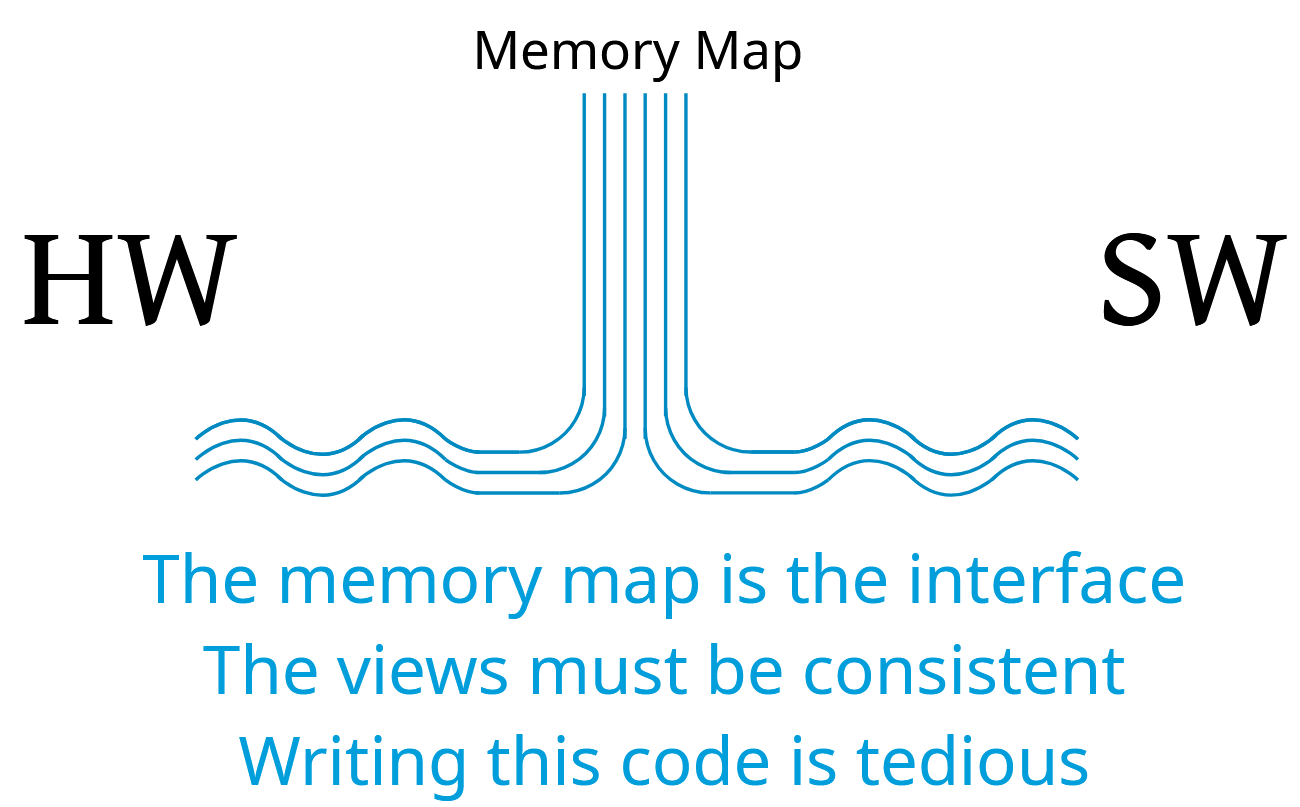 Memory Map
HW
SW
The memory map is the interface
The views must be consistent
Writing this code is tedious